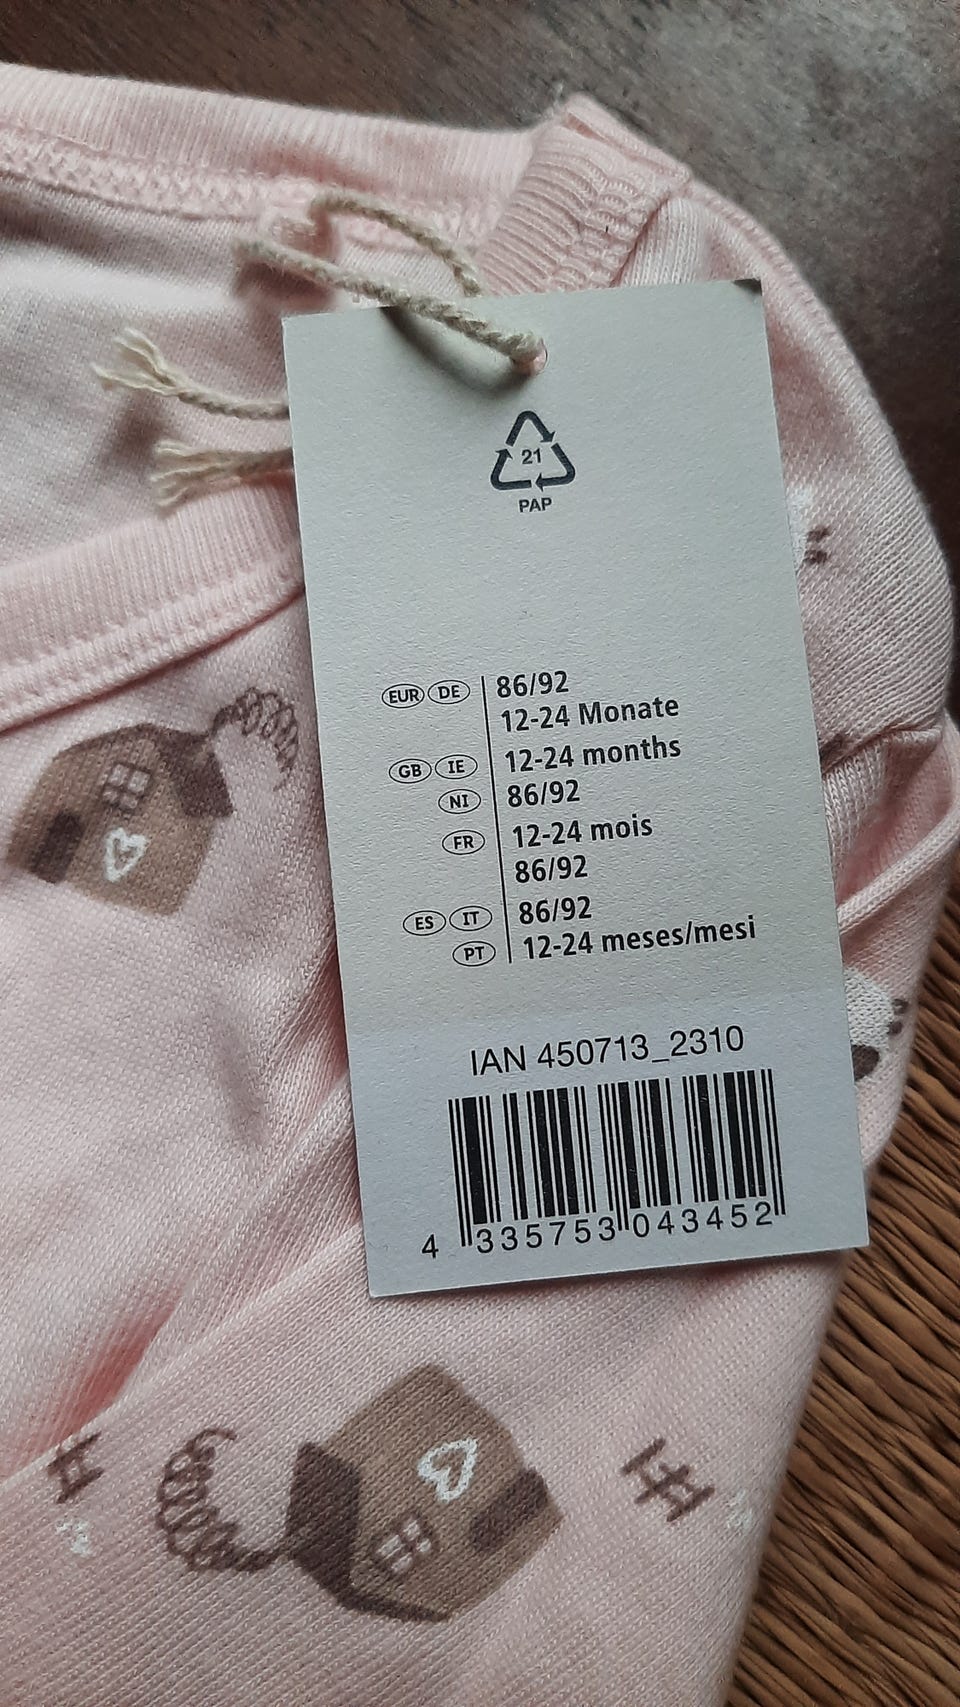 21
PAP
EUR DE 86/92
12-24 Monate
GB IE 12-24 months
NI 86/92
FR 12-24 mois
86/92
ES IT 86/92
PT 12-24 meses/mesi
IAN 450713_2310
4 335753 043452